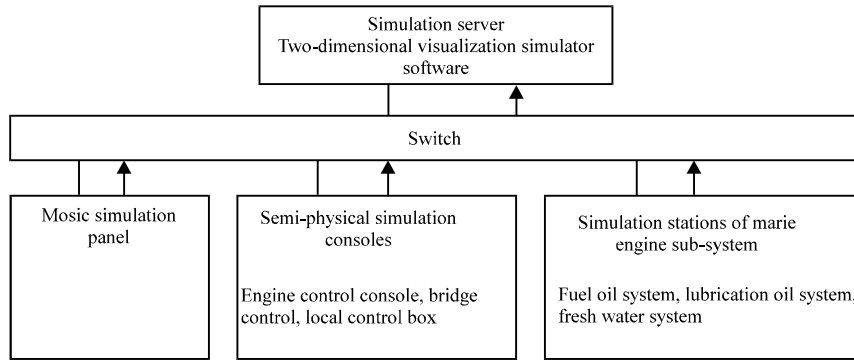 Simulation server
Two-dimensional visualization simulator
software
Switch
Mosic simulation
panel
Semi-physical simulation
consoles
Engine control console, bridge
control, local control box
Simulation stations of marie
engine sub-system
Fuel oil system, lubrication oil system,
fresh water system